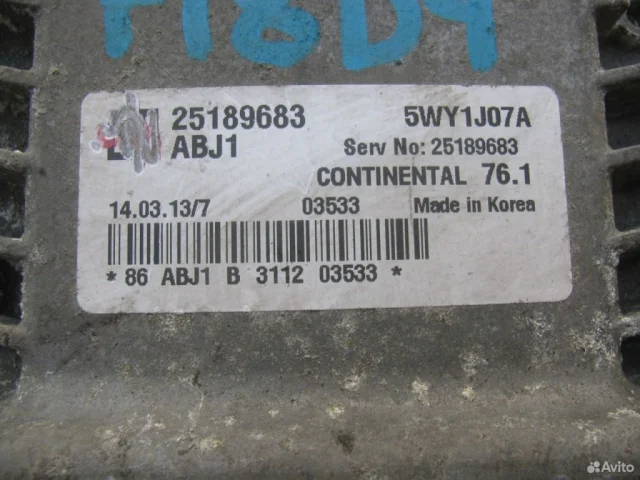 F18D4
25189683 5WY1J07A
ABJ1 Serv No: 25189683
CONTINENTAL 76.1
14.03.13/7 03533 Made in Korea
* 86 ABJ1 B 3112 03533 *
Avito